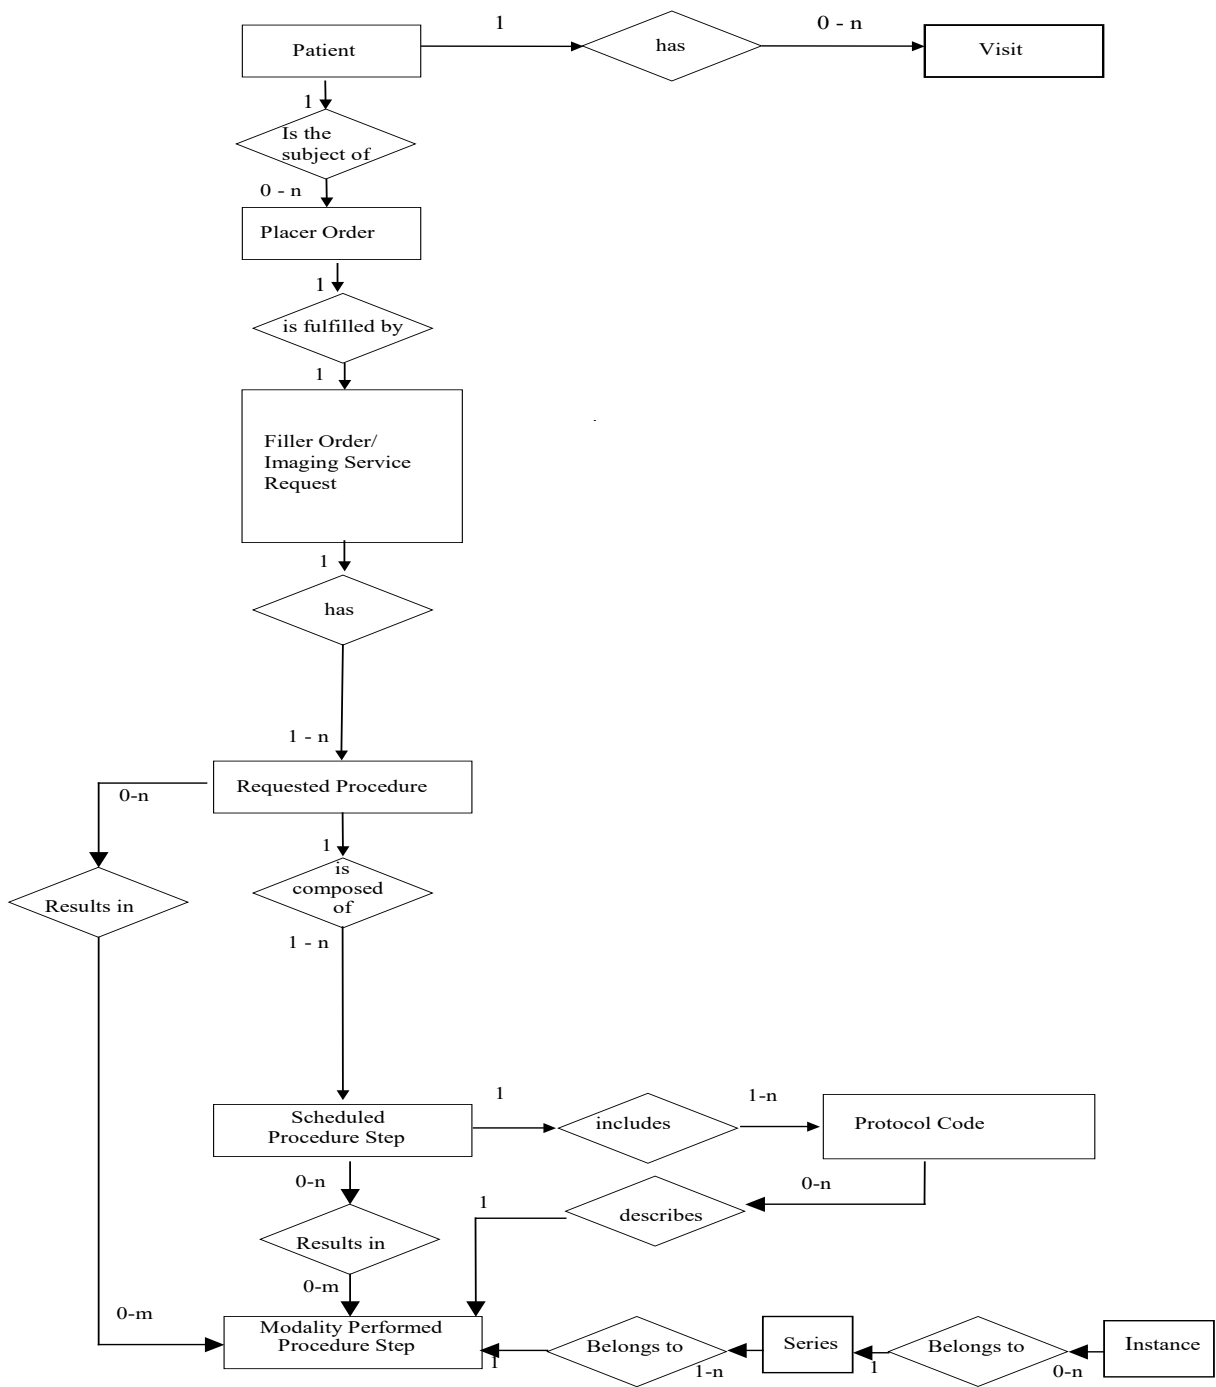 1
0 - n
Patient
has
Visit
1
Is the
subject of
0 - n
Placer Order
1
is fulfilled by
1
Filler Order/
Imaging Service
Request
1
has
1 - n
Requested Procedure
0-n
1
is
composed
of
Results in
1 - n
Scheduled
Procedure Step
1
includes
1-n
Protocol Code
0-n
0-n
1
describes
Results in
0-m
0-m
Modality Performed
Procedure Step
1
Belongs to
1-n
Series
1
Belongs to
0-n
Instance